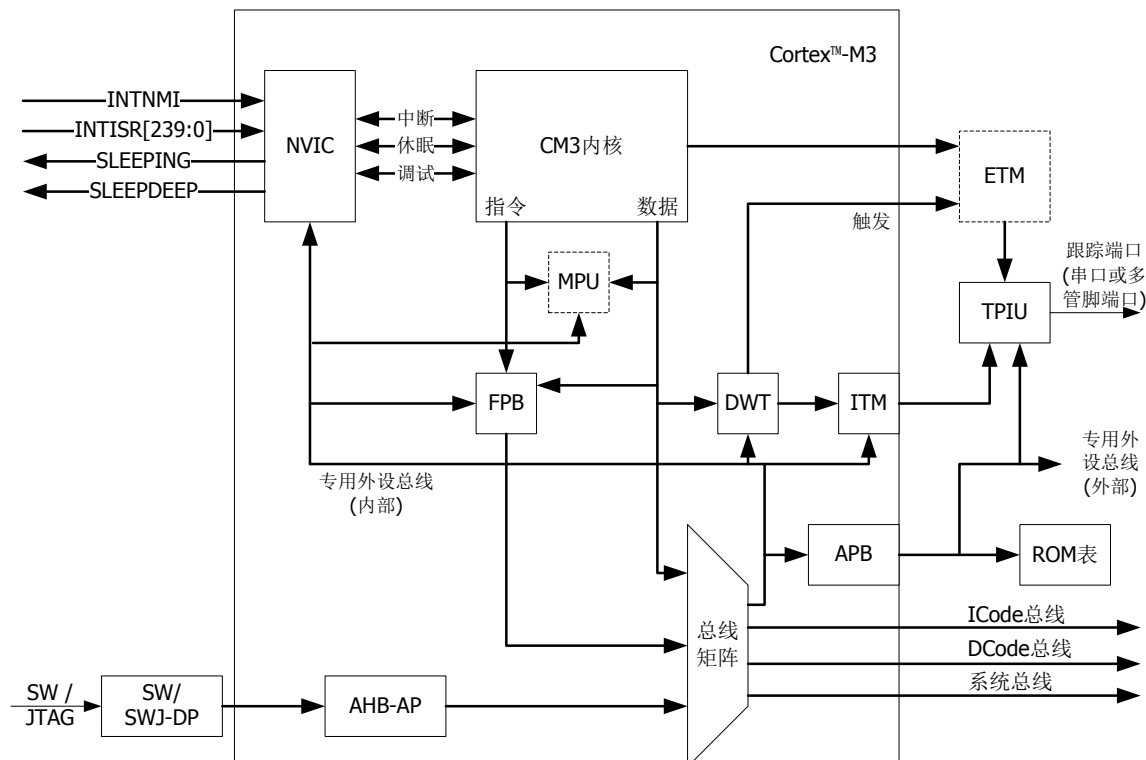 Cortex™-M3
INTNMI
INTISR[239:0]
SLEEPING
SLEEPDEEP
NVIC
中断
休眠
调试
CM3内核
指令
数据
ETM
触发
MPU
跟踪端口
(串口或多
管脚端口)
TPIU
FPB
DWT
ITM
专用外设总线
(内部)
专用外
设总线
(外部)
APB
ROM表
总线
矩阵
ICode总线
DCode总线
系统总线
SW /
JTAG
SW/
SWJ-DP
AHB-AP